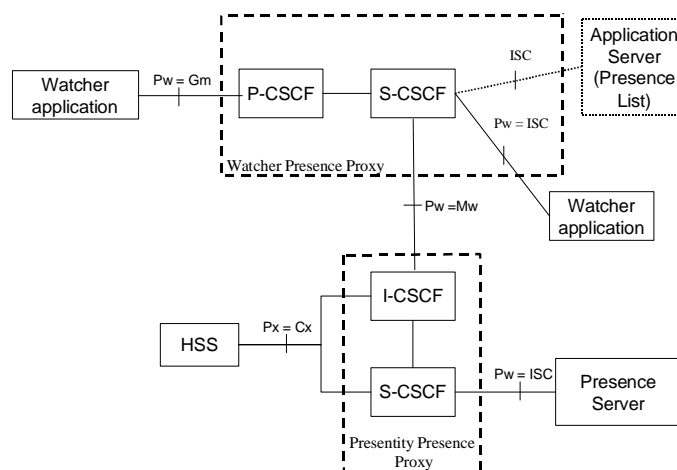 ISC
Application
Server
(Presence
List)
Watcher
application
Pw = Gm
P-CSCF
S-CSCF
Pw = ISC
Watcher Presence Proxy
Watcher
application
Pw =Mw
I-CSCF
HSS
Px = Cx
S-CSCF
Pw = ISC
Presence
Server
Presentity Presence
Proxy